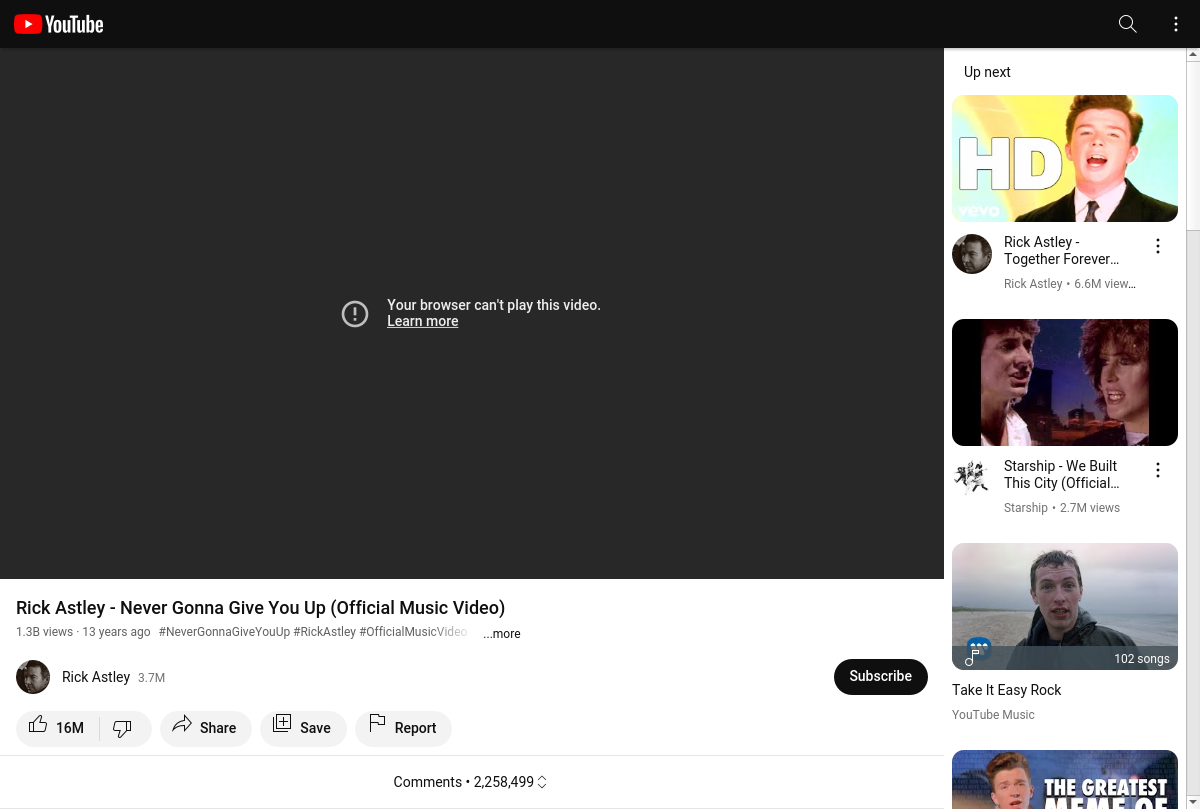 YouTube
Your browser can't play this video.
Learn more
Rick Astley - Never Gonna Give You Up (Official Music Video)
1.3B views · 13 years ago #NeverGonnaGiveYouUp #RickAstley #OfficialMusicVideo ...more
Rick Astley 3.7M
Subscribe
16M
Share
Save
Report
Comments • 2,258,499
Up next
HD
vevo
Rick Astley -
Together Forever…
Rick Astley • 6.6M view…
Starship - We Built
This City (Official…
Starship • 2.7M views
102 songs
Take It Easy Rock
YouTube Music
THE GREATEST
MEME OF